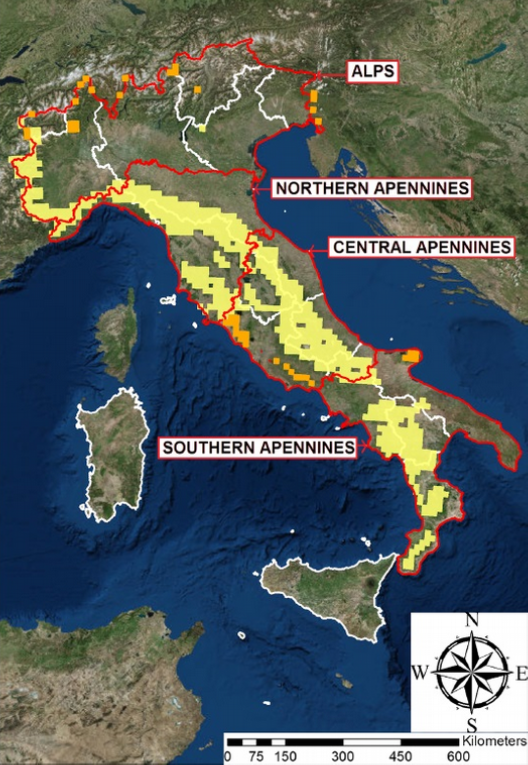 ALPS
NORTHERN APENNINES
CENTRAL APENNINES
SOUTHERN APENNINES
N
W E
S
Kilometers
0 75 150 300 450 600